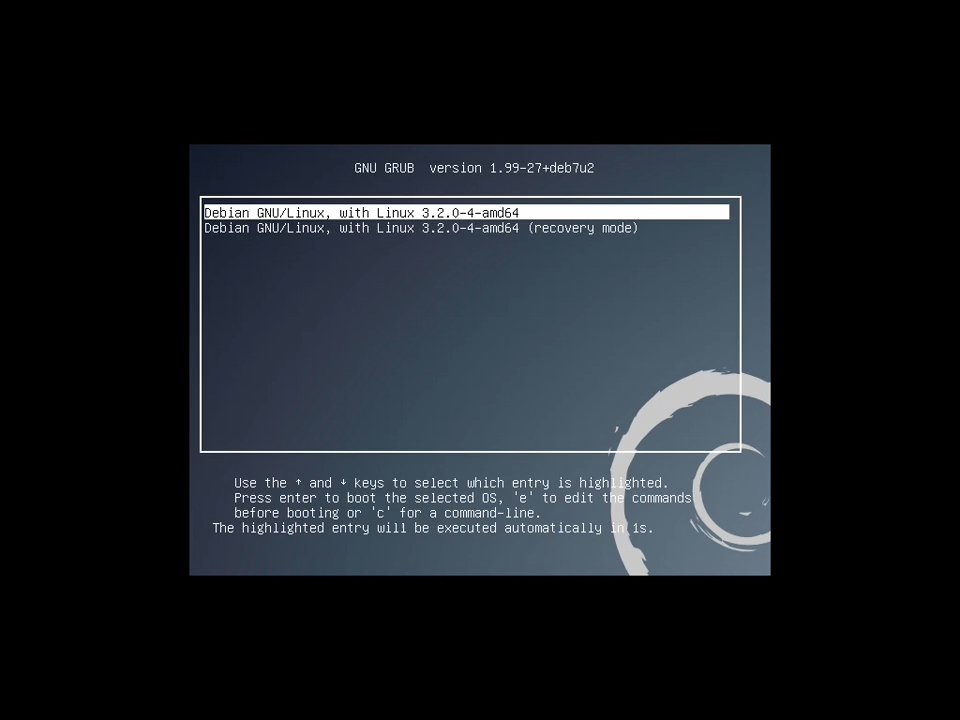 GNU GRUB  version 1.99-27+deb7u2
Debian GNU/Linux, with Linux 3.2.0-4-amd64
Debian GNU/Linux, with Linux 3.2.0-4-amd64 (recovery mode)
Use the ↑ and ↓ keys to select which entry is highlighted.
Press enter to boot the selected OS, 'e' to edit the commands
before booting or 'c' for a command-line.
The highlighted entry will be executed automatically in 1s.